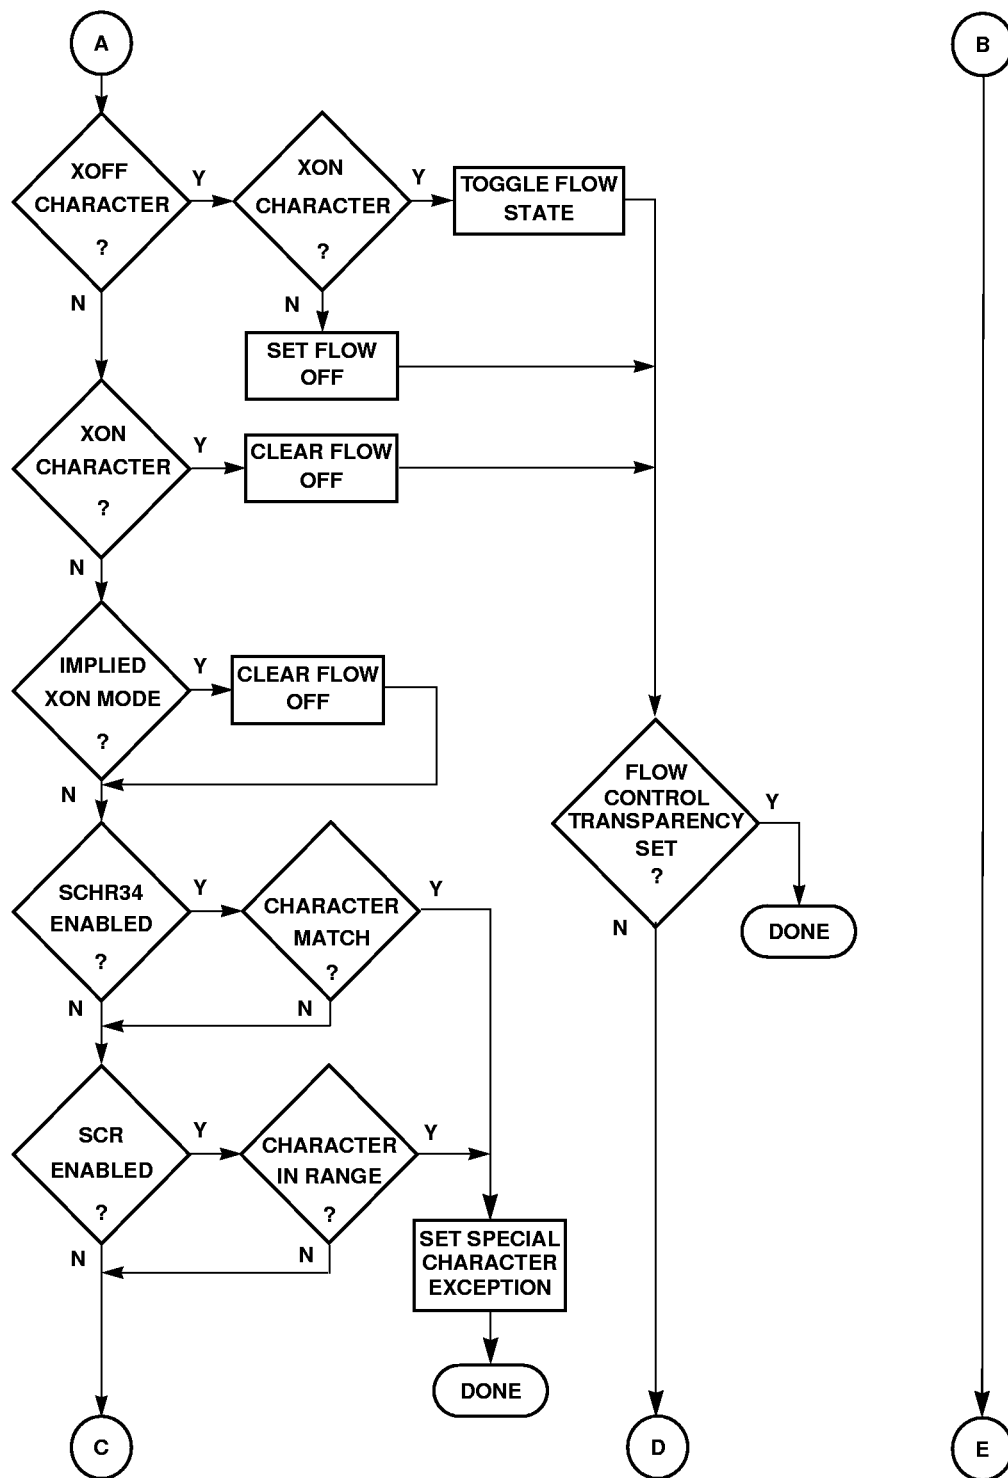 A
B
XOFF
CHARACTER
?
Y
N
XON
CHARACTER
?
Y
N
TOGGLE FLOW
STATE
SET FLOW
OFF
XON
CHARACTER
?
Y
N
CLEAR FLOW
OFF
IMPLIED
XON MODE
?
Y
N
CLEAR FLOW
OFF
FLOW
CONTROL
TRANSPARENCY
SET
?
Y
N
DONE
SCHR34
ENABLED
?
Y
N
CHARACTER
MATCH
?
Y
N
SCR
ENABLED
?
Y
N
CHARACTER
IN RANGE
?
Y
N
SET SPECIAL
CHARACTER
EXCEPTION
DONE
C
D
E